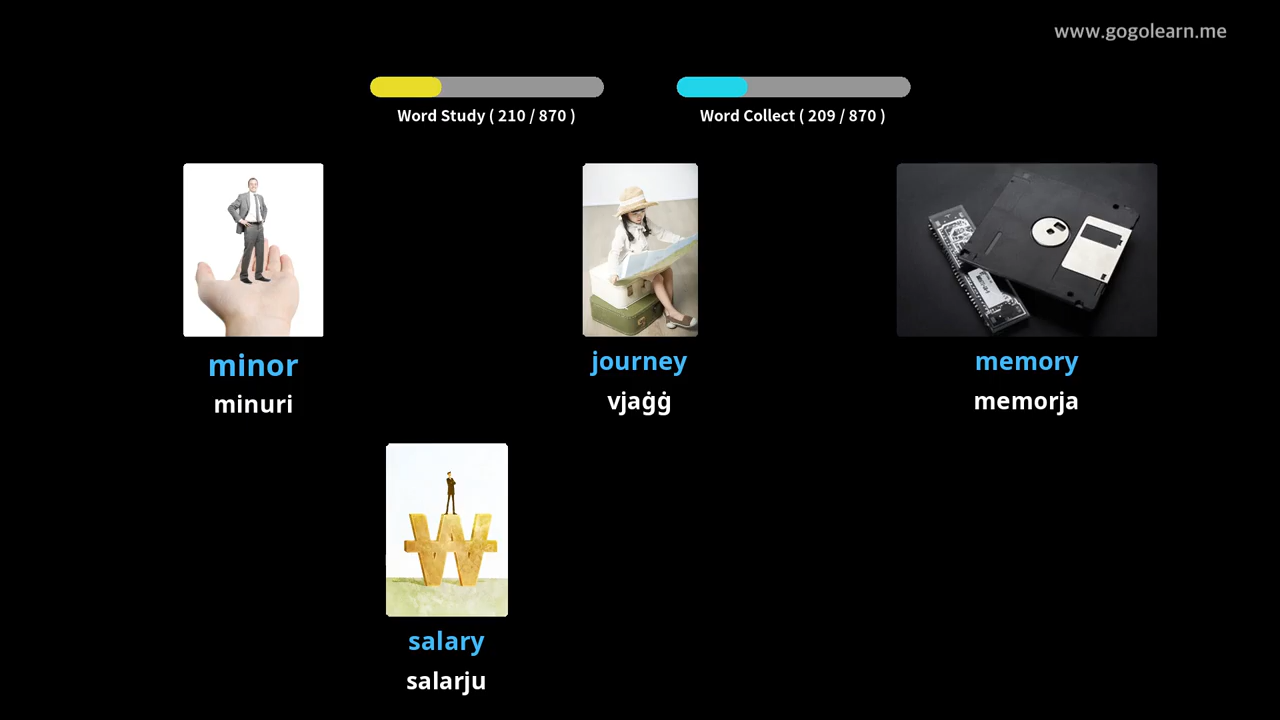 www.gogolearn.me
Word Study ( 210 / 870 )
Word Collect ( 209 / 870 )
minor
minuri
journey
vjaġġ
memory
memorja
salary
salarju